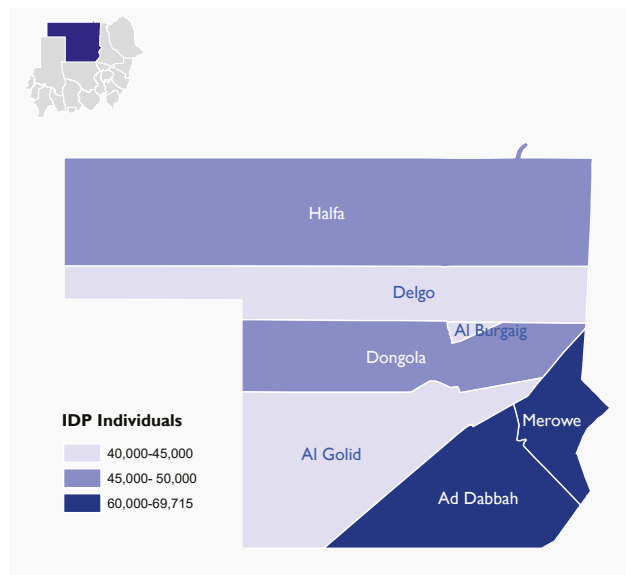 Halfa
Delgo
Al Burgaig
Dongola
IDP Individuals
40,000-45,000
45,000- 50,000
60,000-69,715
Merowe
Al Golid
Ad Dabbah